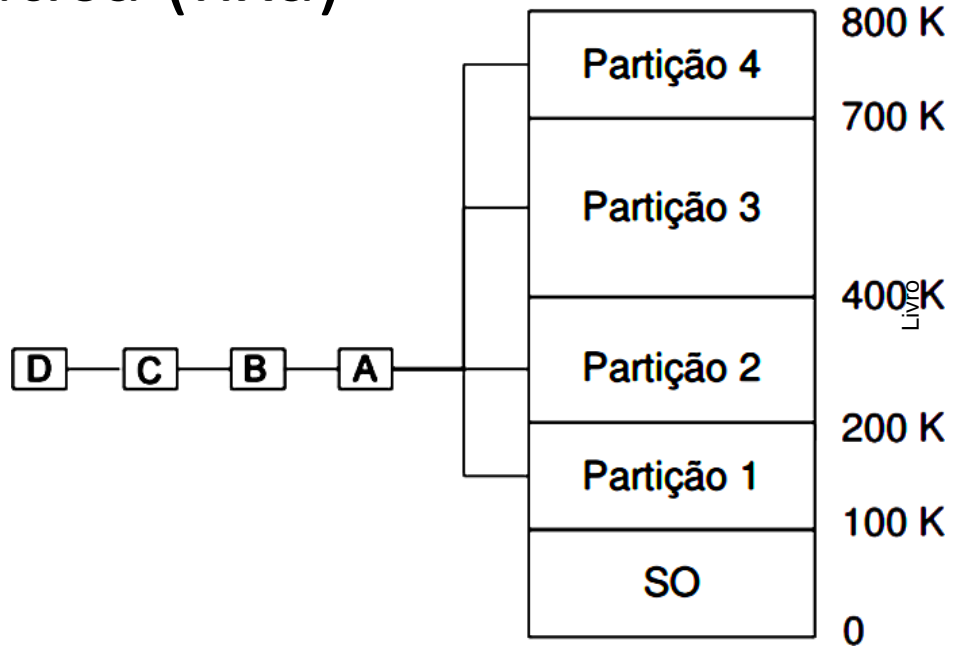 800 K
Partição 4
700 K
Partição 3
400 K
Livro
D C B A
Partição 2
200 K
Partição 1
100 K
SO
0